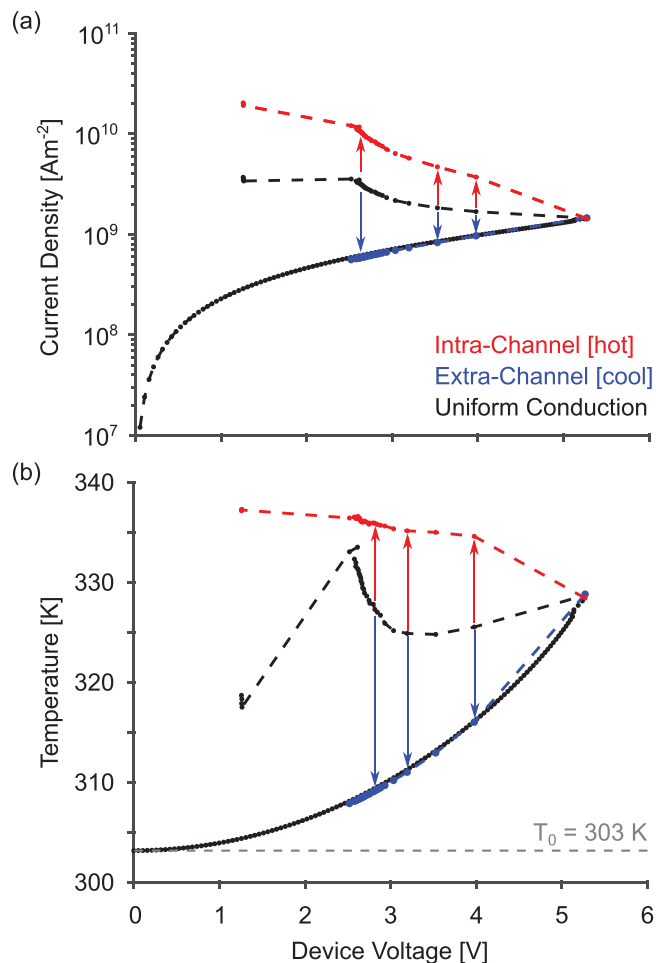 (a)
10¹¹
10¹⁰
10⁹
10⁸
10⁷
Current Density [Am⁻²]
Intra-Channel [hot]
Extra-Channel [cool]
Uniform Conduction
(b)
340
330
320
310
300
Temperature [K]
T₀ = 303 K
0 1 2 3 4 5 6
Device Voltage [V]